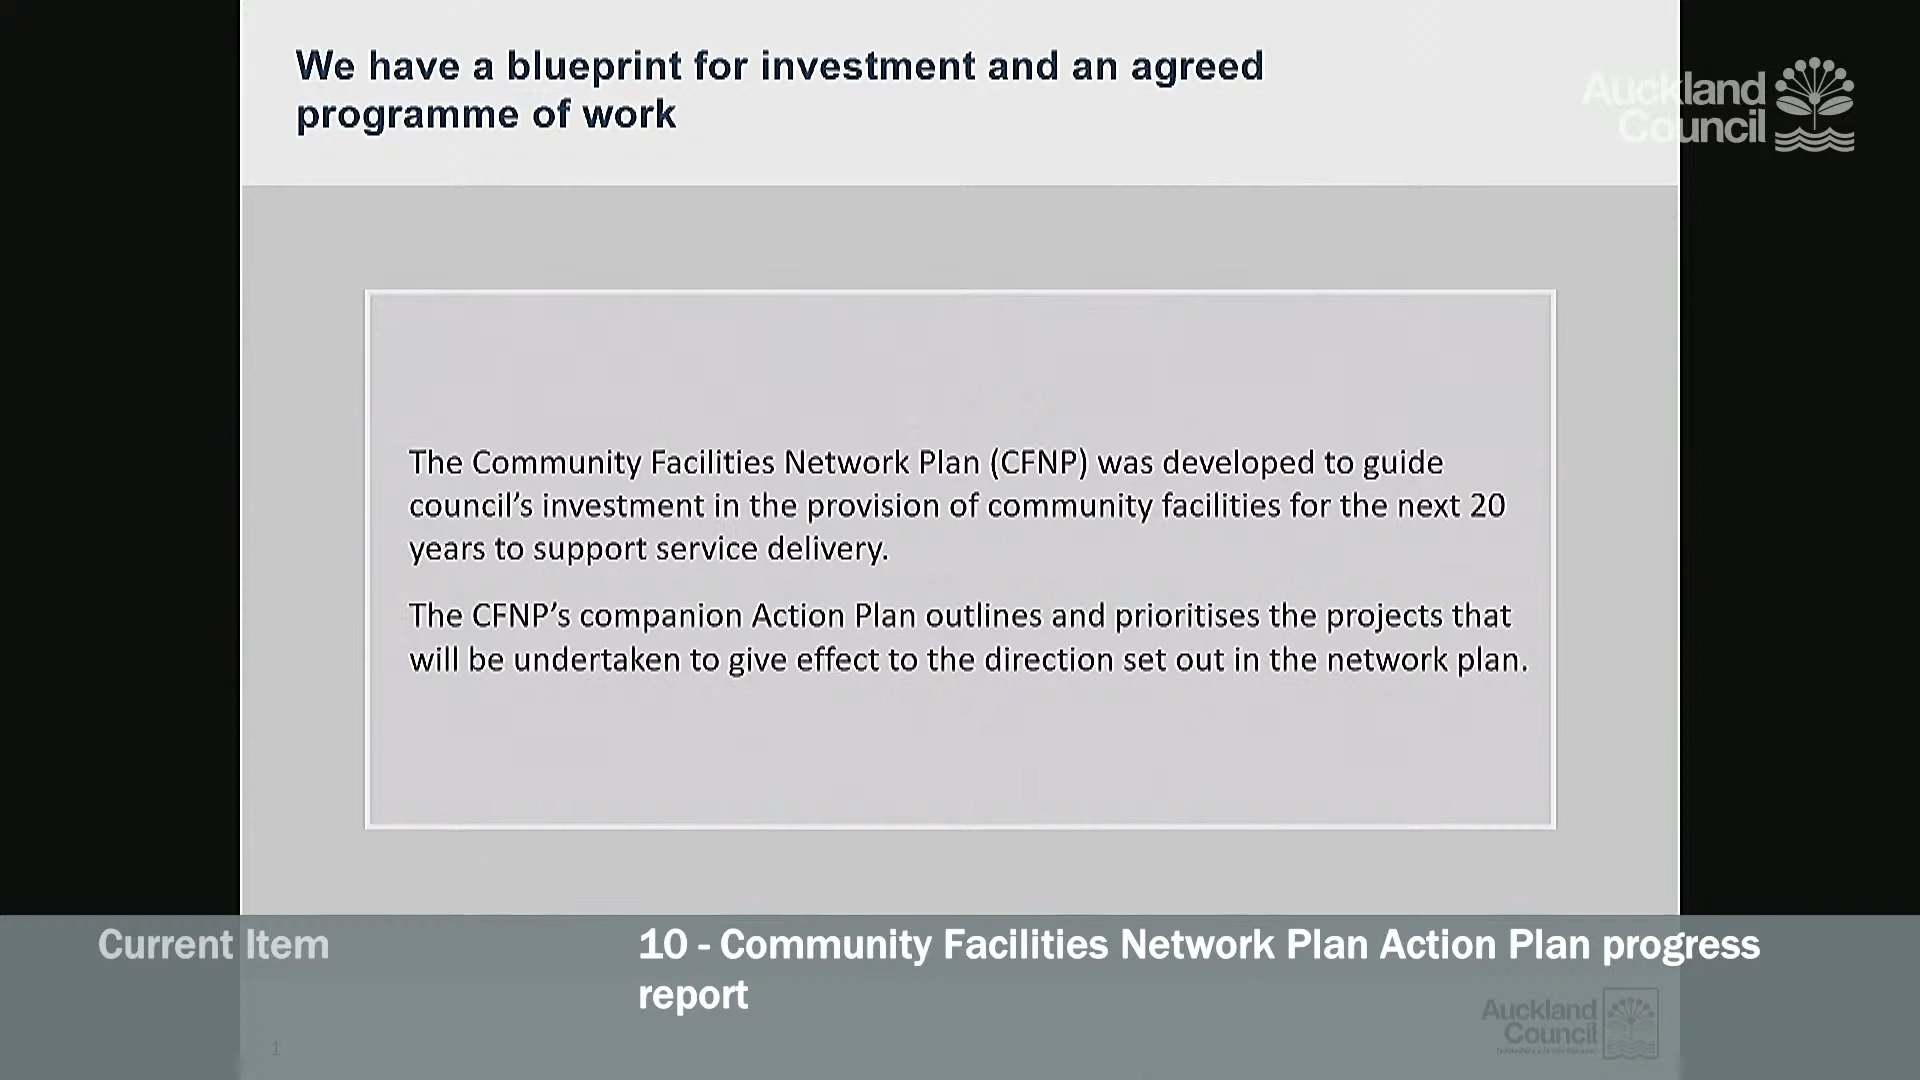 We have a blueprint for investment and an agreed
programme of work
Auckland
Council
The Community Facilities Network Plan (CFNP) was developed to guide
council's investment in the provision of community facilities for the next 20
years to support service delivery.
The CFNP's companion Action Plan outlines and prioritises the projects that
will be undertaken to give effect to the direction set out in the network plan.
Current Item
10 - Community Facilities Network Plan Action Plan progress
report
Auckland
Council
1